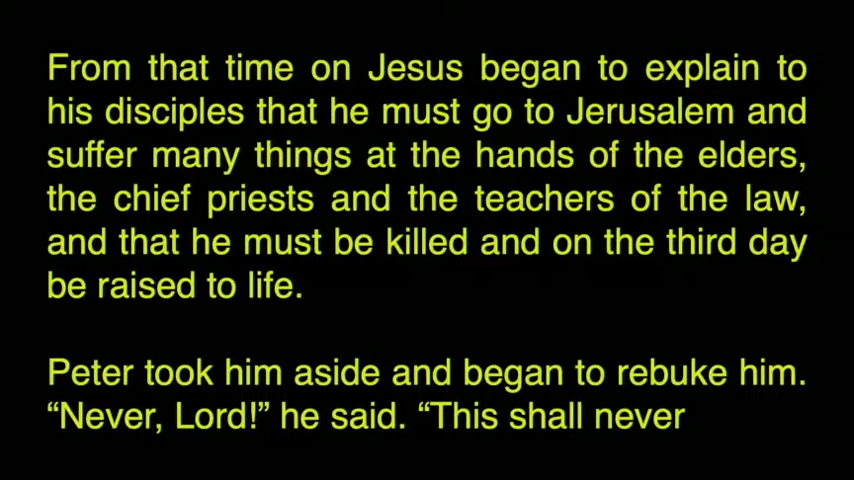 From that time on Jesus began to explain to
his disciples that he must go to Jerusalem and
suffer many things at the hands of the elders,
the chief priests and the teachers of the law,
and that he must be killed and on the third day
be raised to life.
Peter took him aside and began to rebuke him.
“Never, Lord!” he said. “This shall never